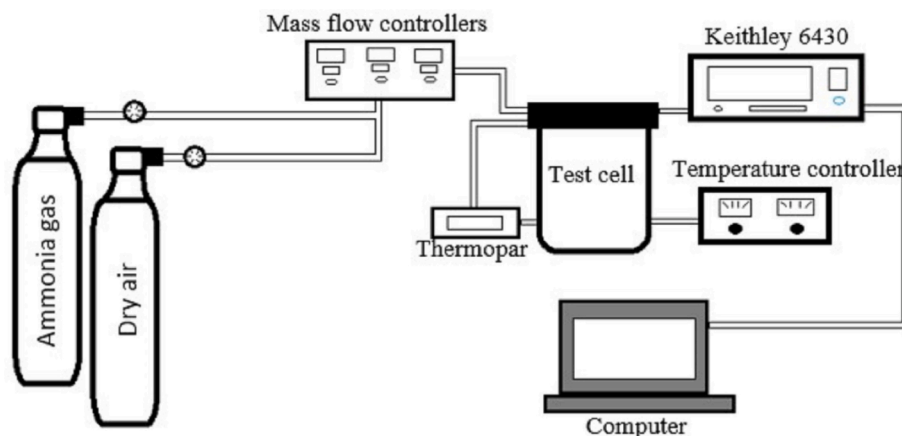 Mass flow controllers
Keithley 6430
Ammonia gas
Dry air
Test cell
Temperature controller
Thermopar
Computer